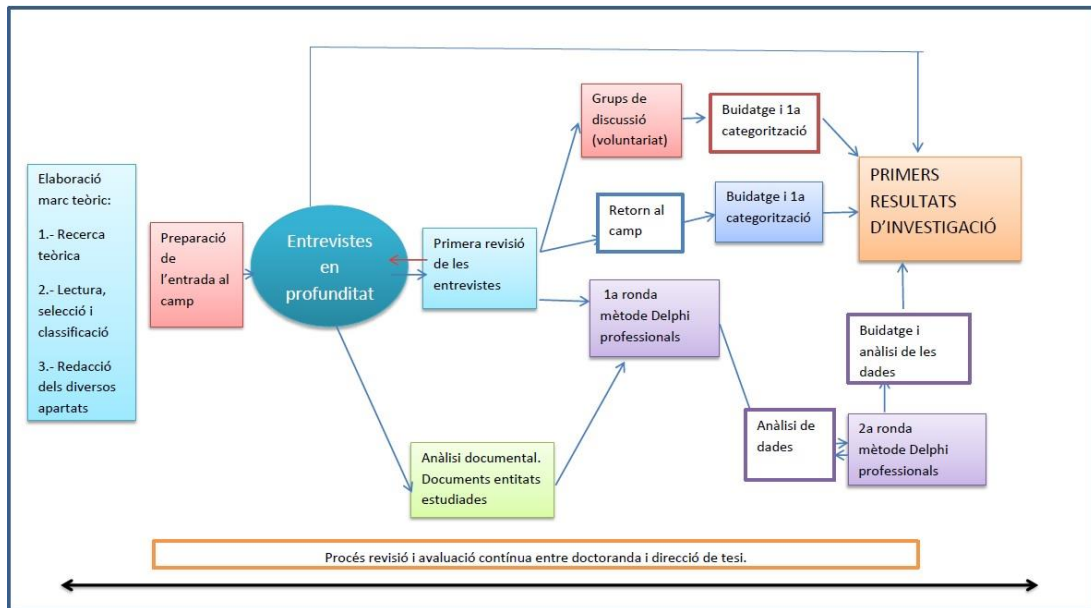 Elaboració
marc teòric:
1.- Recerca
teòrica
2.- Lectura,
selecció i
classificació
3.- Redacció
dels diversos
apartats
Preparació
de
l'entrada al
camp
Entrevistes
en
profunditat
Primera revisió
de les
entrevistes
Grups de
discussió
(voluntariat)
Buidatge i 1a
categorització
Retorn al
camp
Buidatge i 1a
categorització
1a ronda
mètode Delphi
professionals
Anàlisi documental.
Documents entitats
estudiades
Anàlisi de
dades
2a ronda
mètode Delphi
professionals
Buidatge i
anàlisi de les
dades
PRIMERS
RESULTATS
D'INVESTIGACIÓ
Procés revisió i avaluació contínua entre doctoranda i direcció de tesi.